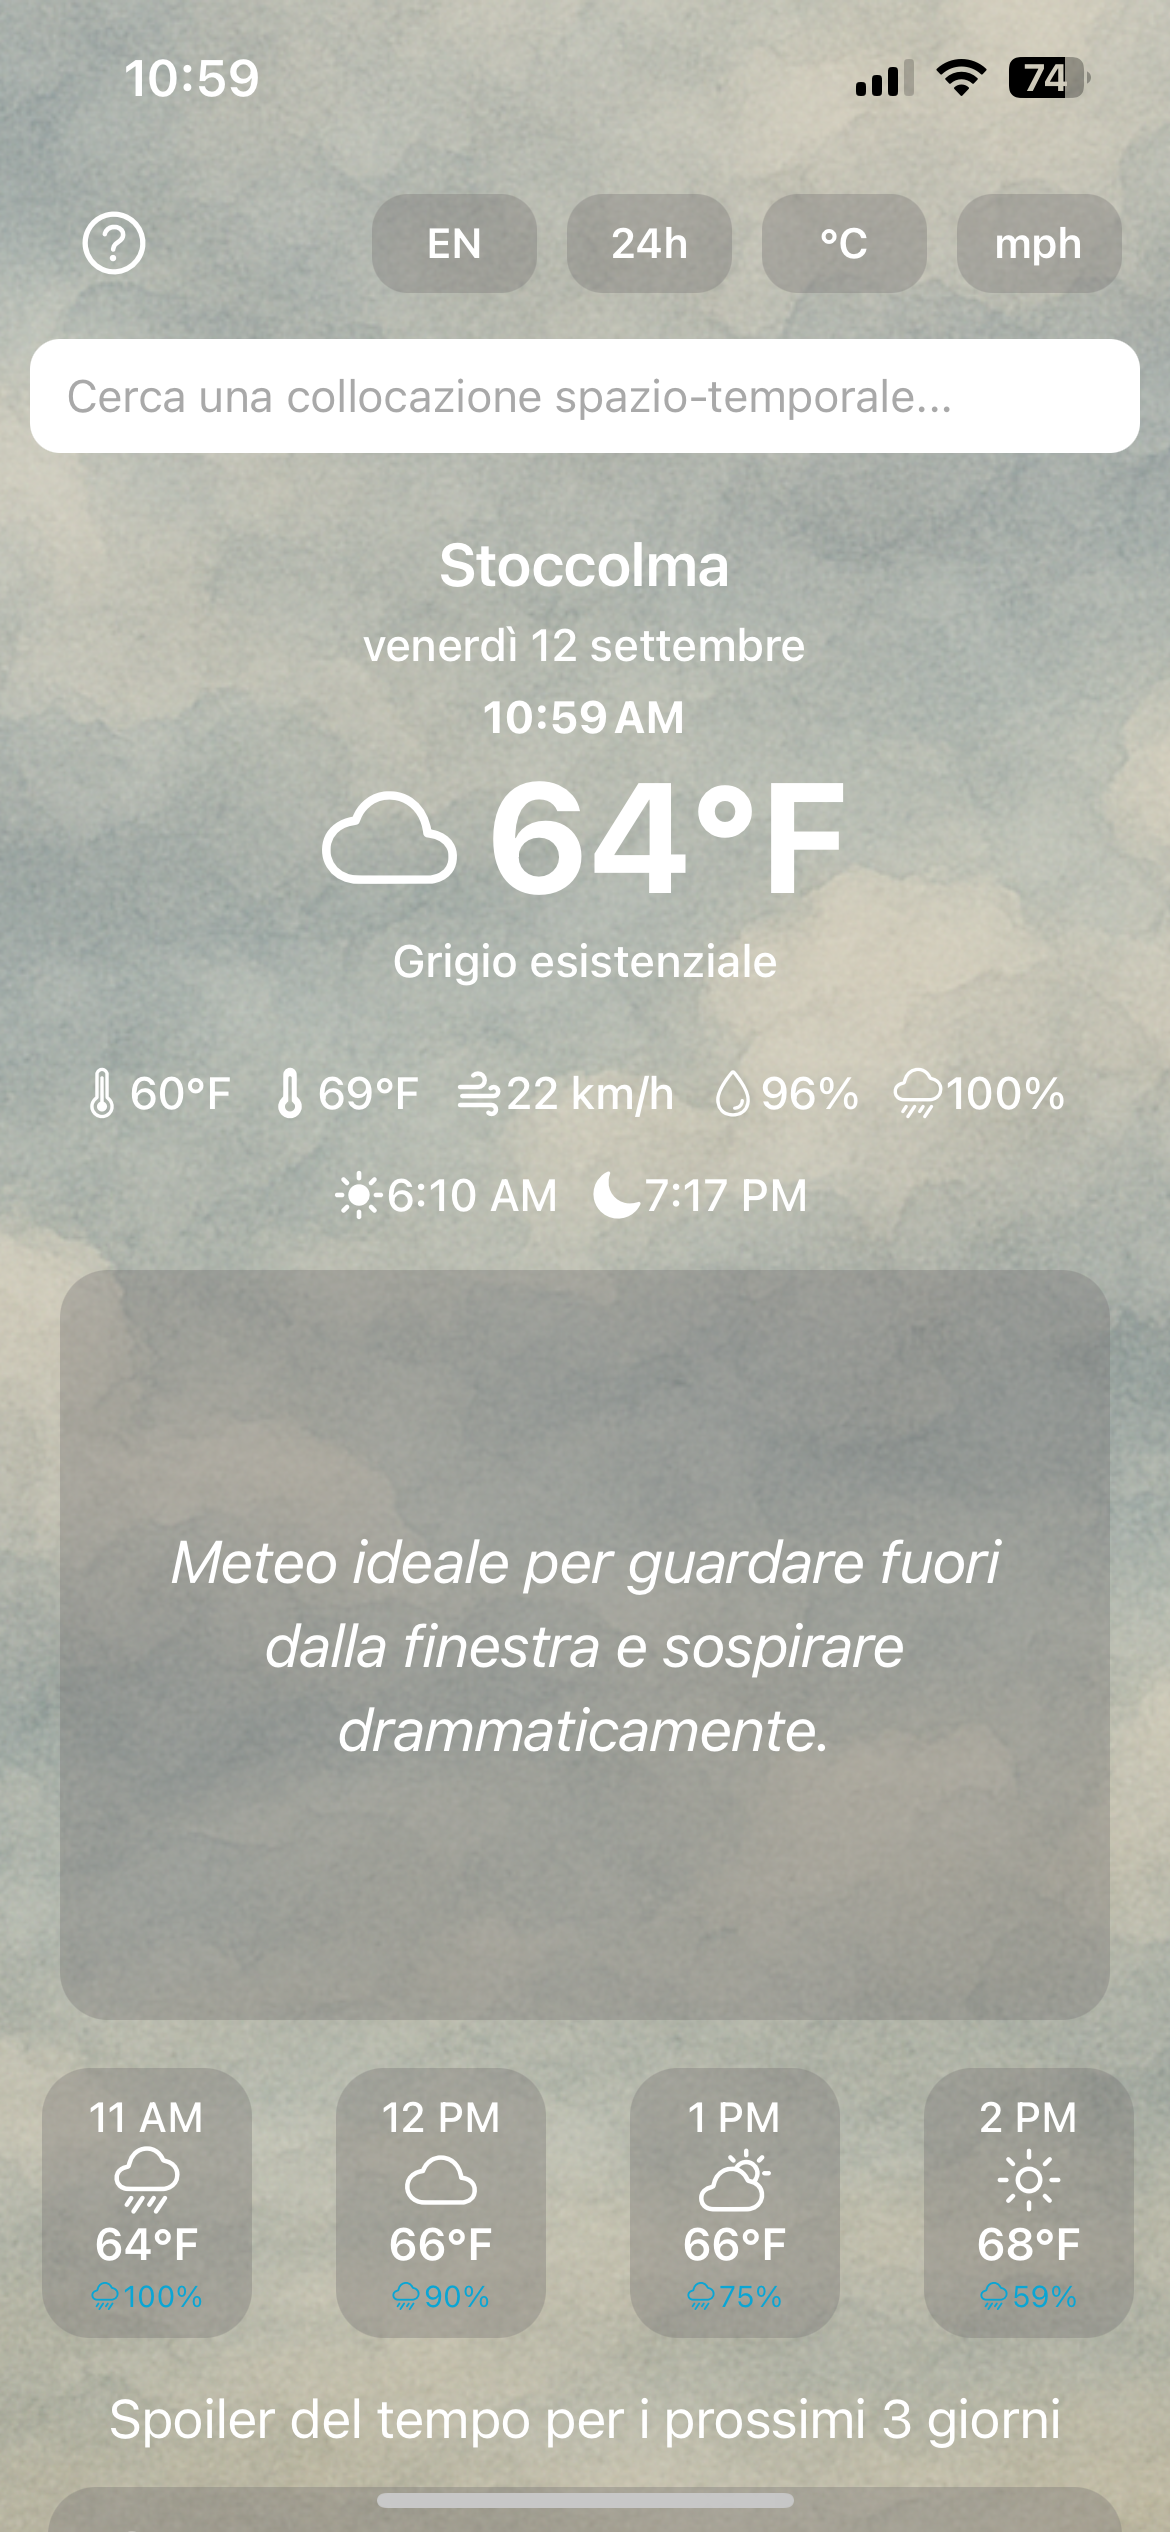 10:59
74
EN 24h °C mph
Cerca una collocazione spazio-temporale...
Stoccolma
venerdì 12 settembre
10:59 AM
64°F
Grigio esistenziale
60°F 69°F 22 km/h 96% 100%
6:10 AM 7:17 PM
Meteo ideale per guardare fuori
dalla finestra e sospirare
drammaticamente.
11 AM 12 PM 1 PM 2 PM
64°F 66°F 66°F 68°F
100% 90% 75% 59%
Spoiler del tempo per i prossimi 3 giorni